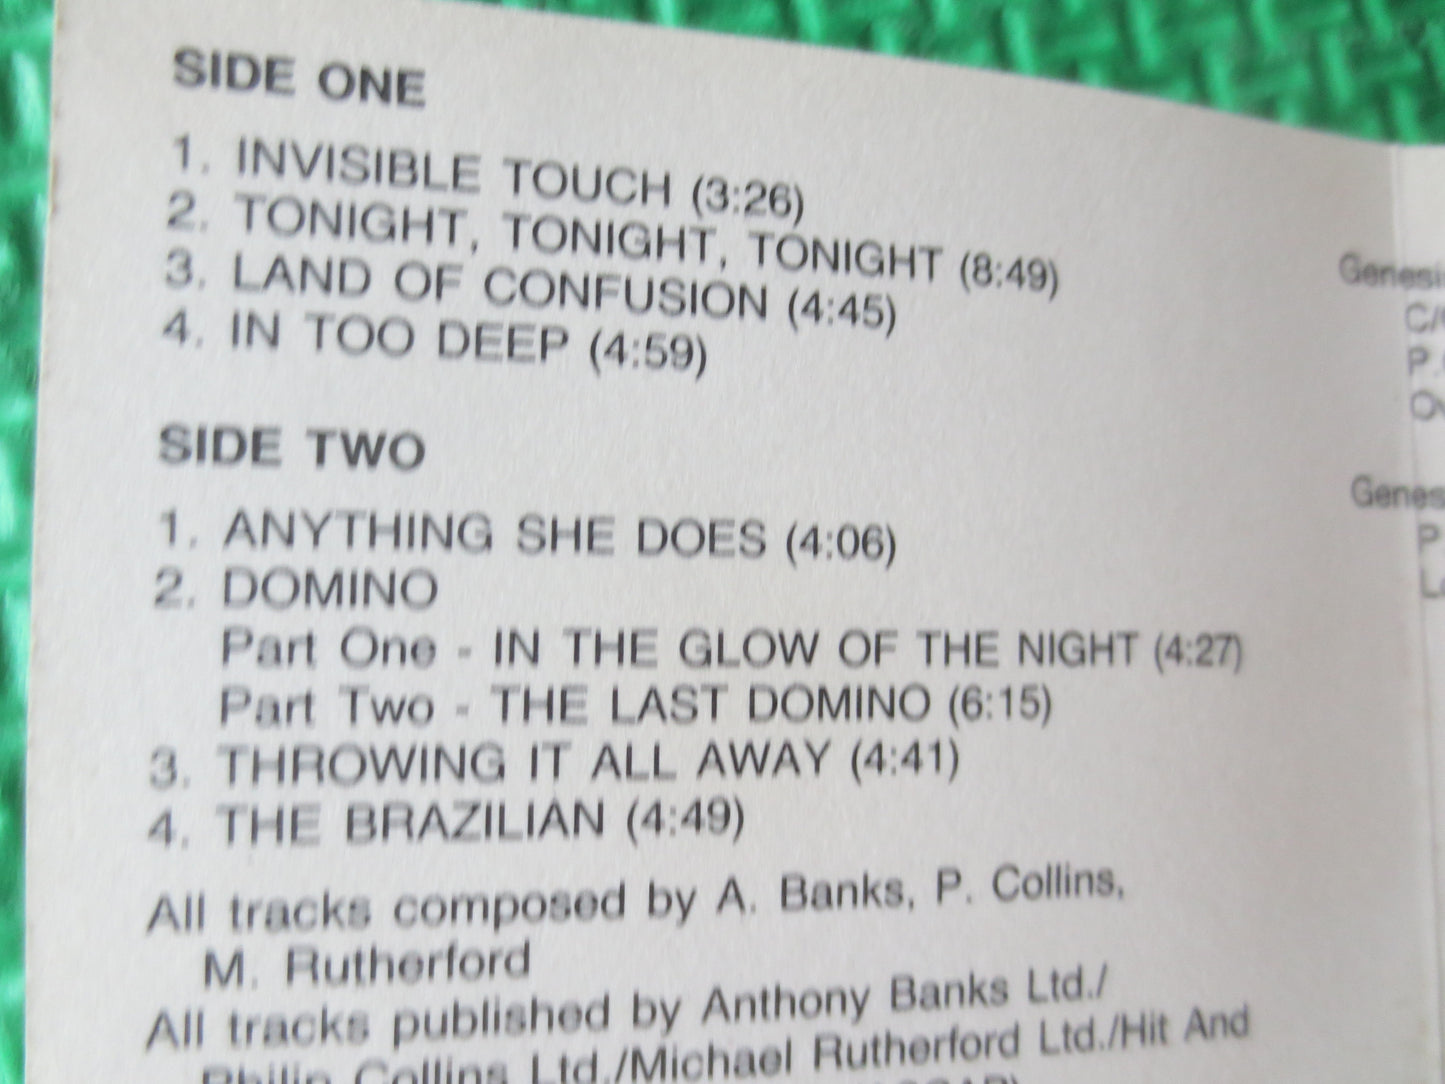 SIDE ONE
1. INVISIBLE TOUCH (3:26)
2. TONIGHT, TONIGHT, TONIGHT (8:49)
3. LAND OF CONFUSION (4:45)
4. IN TOO DEEP (4:59)
SIDE TWO
1. ANYTHING SHE DOES (4:06)
2. DOMINO
Part One - IN THE GLOW OF THE NIGHT (4:27)
Part Two - THE LAST DOMINO (6:15)
3. THROWING IT ALL AWAY (4:41)
4. THE BRAZILIAN (4:49)
All tracks composed by A. Banks, P. Collins,
M. Rutherford
All tracks published by Anthony Banks Ltd./
Philip Collins Ltd./Michael Rutherford Ltd./Hit And